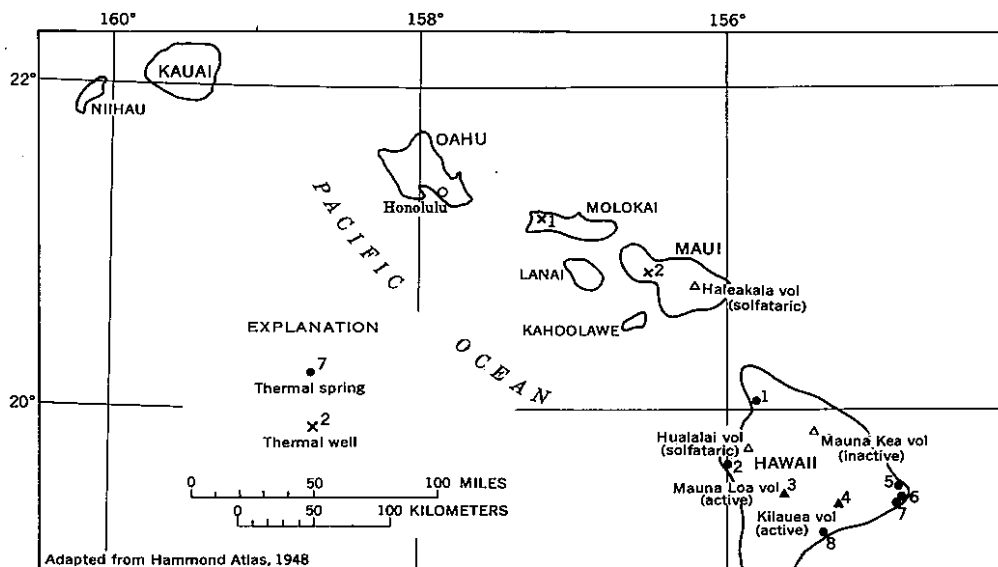 160° 158° 156°
22°
KAUAI
NIIHAU
OAHU
Honolulu
PACIFIC
OCEAN
1
MOLOKAI
MAUI
2
LANAI
Haleakala vol
(solfataric)
KAHOOLAWE
EXPLANATION
7
Thermal spring
2
Thermal well
20°
1
Hualalai vol
(solfataric)
Mauna Kea vol
(inactive)
2
HAWAII
Mauna Loa vol
(active)
3
4
5
6
7
Kilauea vol
(active)
8
0 50 100 MILES
0 50 100 KILOMETERS
Adapted from Hammond Atlas, 1948